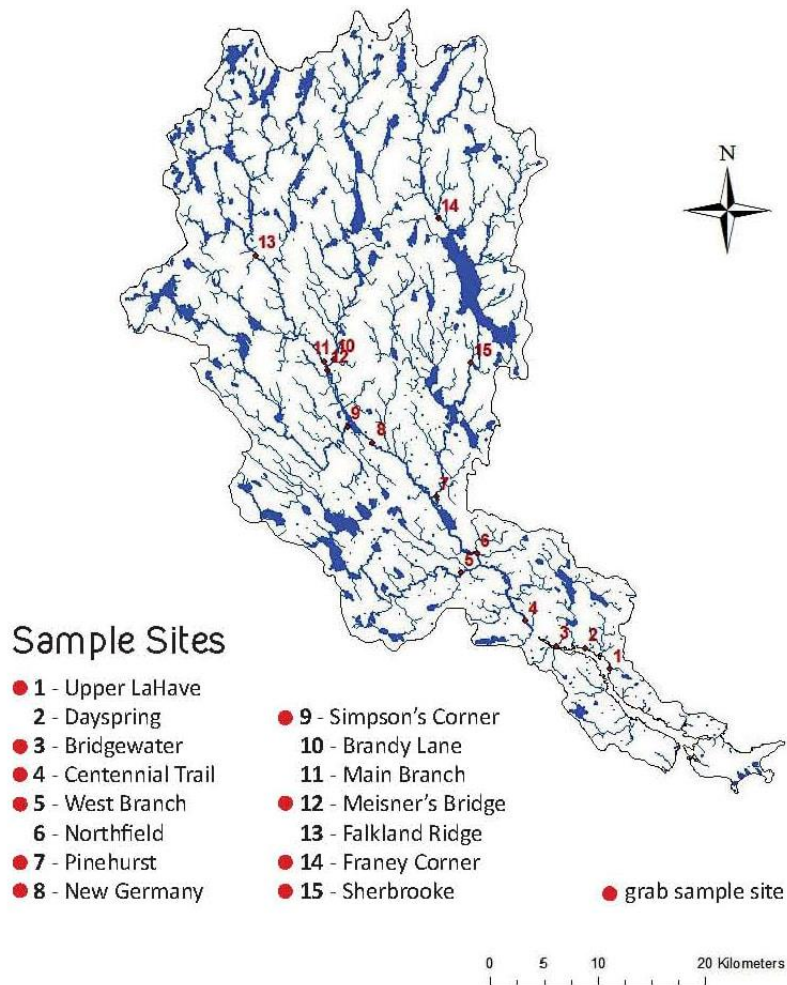 N
14
13
10
11
12
15
9
8
7
6
5
4
3
2
1
Sample Sites
1 - Upper LaHave
2 - Dayspring
3 - Bridgewater
4 - Centennial Trail
5 - West Branch
6 - Northfield
7 - Pinehurst
8 - New Germany
9 - Simpson's Corner
10 - Brandy Lane
11 - Main Branch
12 - Meisner's Bridge
13 - Falkland Ridge
14 - Franey Corner
15 - Sherbrooke
grab sample site
0 5 10 20 Kilometers